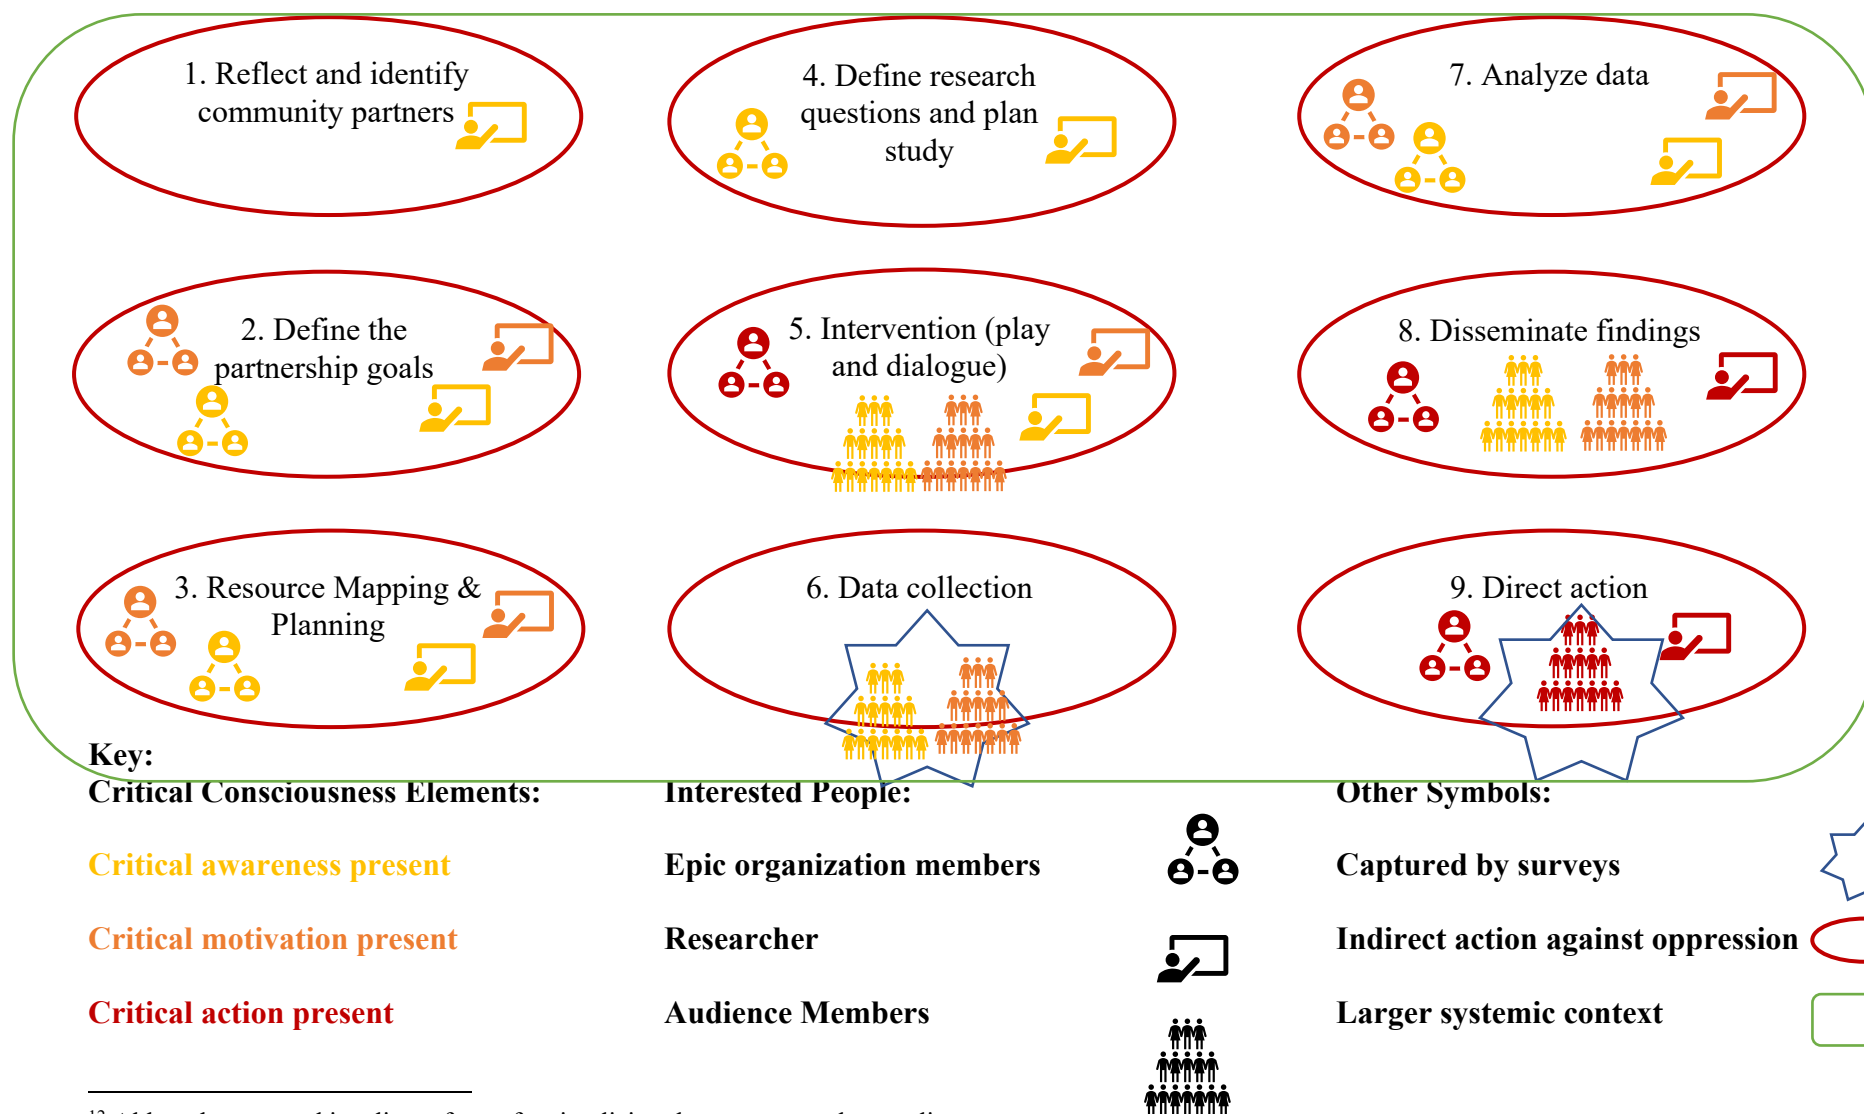 1. Reflect and identify
community partners
4. Define research
questions and plan
study
7. Analyze data
2. Define the
partnership goals
5. Intervention (play
and dialogue)
8. Disseminate findings
3. Resource Mapping &
Planning
6. Data collection
9. Direct action
Key:
Critical Consciousness Elements:
Interested People:
Other Symbols:
Critical awareness present
Epic organization members
Captured by surveys
Critical motivation present
Researcher
Indirect action against oppression
Critical action present
Audience Members
Larger systemic context